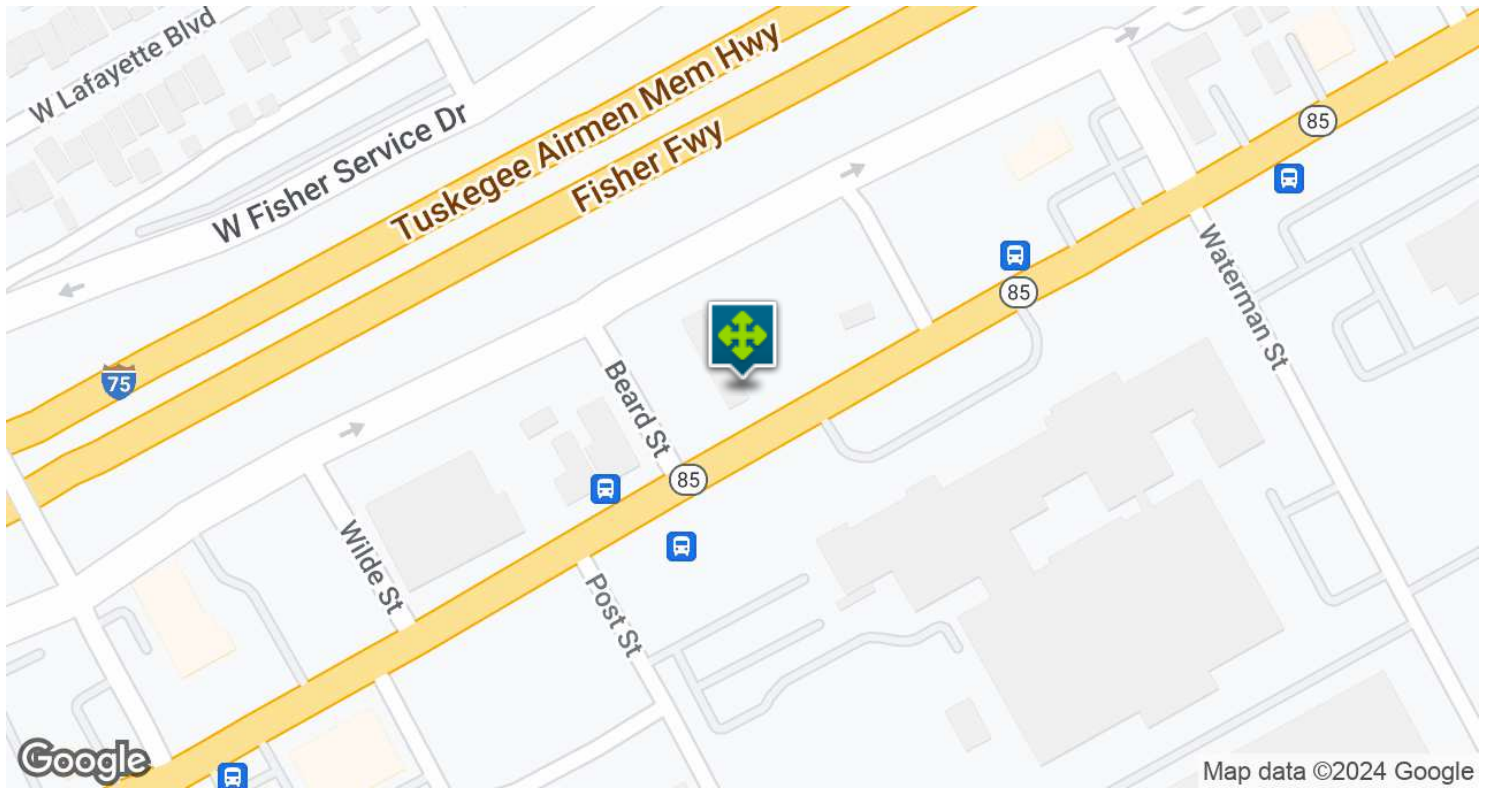 W Lafayette Blvd
W Fisher Service Dr
Tuskegee Airmen Mem Hwy
Fisher Fwy
85
Waterman St
85
75
Beard St
85
Wilde St
Post St
Google
Map data ©2024 Google